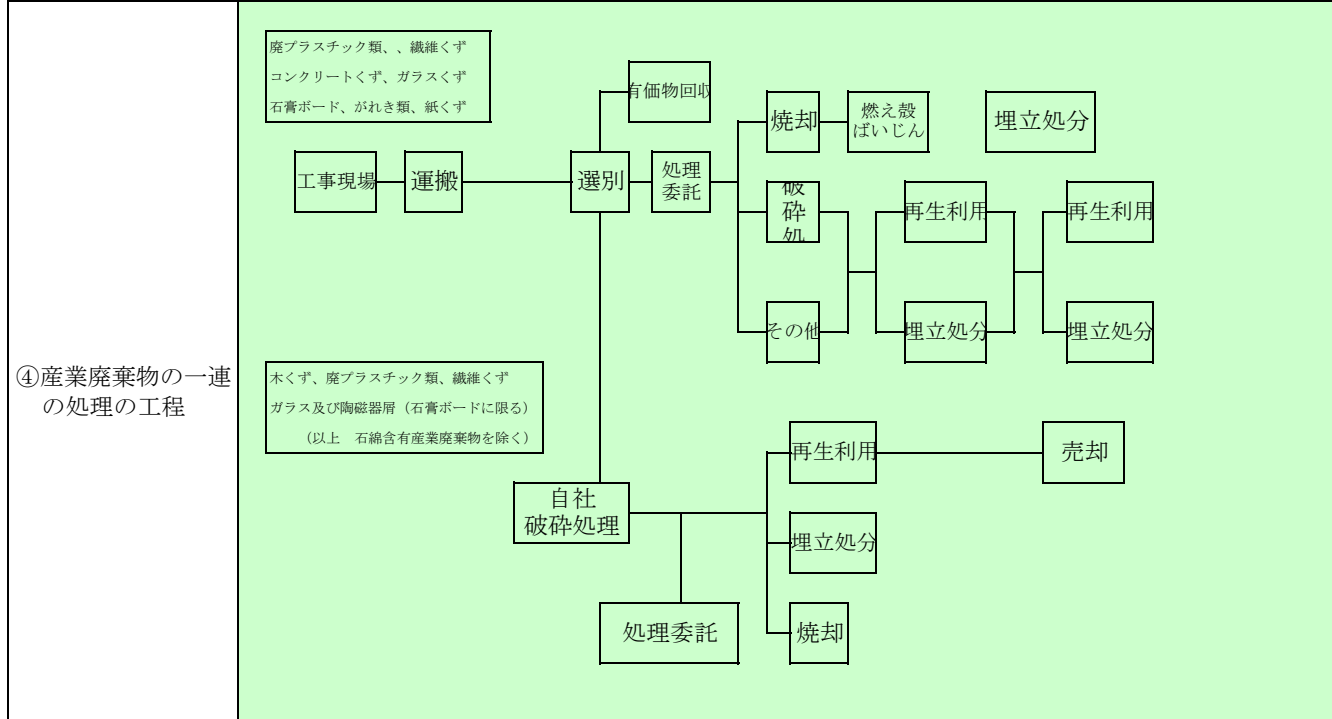 廃プラスチック類、、繊維くず
コンクリートくず、ガラスくず
石膏ボード、がれき類、紙くず
有価物回収
焼却
燃え殻
ばいじん
埋立処分
工事現場
運搬
選別
処理
委託
破
砕
処
再生利用
再生利用
その他
埋立処分
埋立処分
④産業廃棄物の一連
の処理の工程
木くず、廃プラスチック類、繊維くず
ガラス及び陶磁器屑（石膏ボードに限る）
（以上　石綿含有産業廃棄物を除く）
再生利用
売却
自社
破砕処理
埋立処分
処理委託
焼却